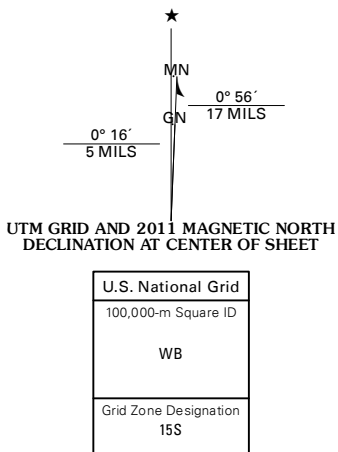 ★
MN
0° 56´
17 MILS
GN
0° 16´
5 MILS
UTM GRID AND 2011 MAGNETIC NORTH
DECLINATION AT CENTER OF SHEET
U.S. National Grid
100,000-m Square ID
WB
Grid Zone Designation
15S